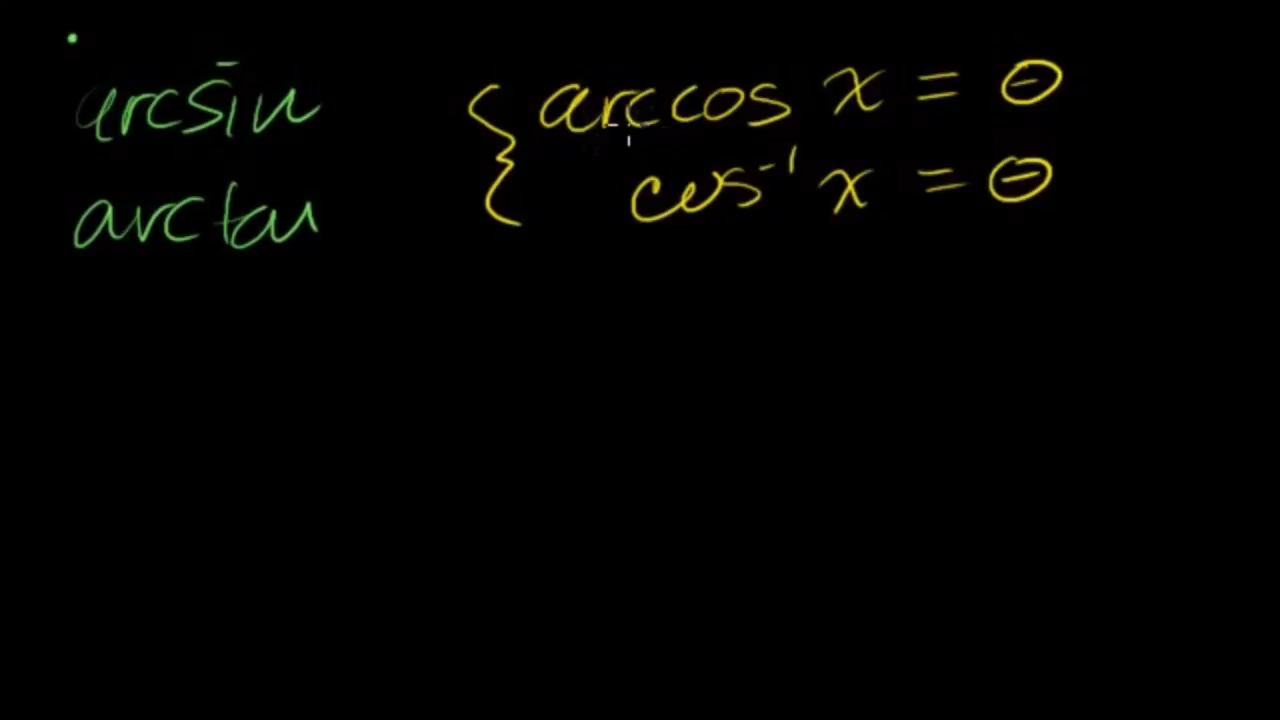 arcsin
arctan
arccos x = θ
cos⁻¹ x = θ